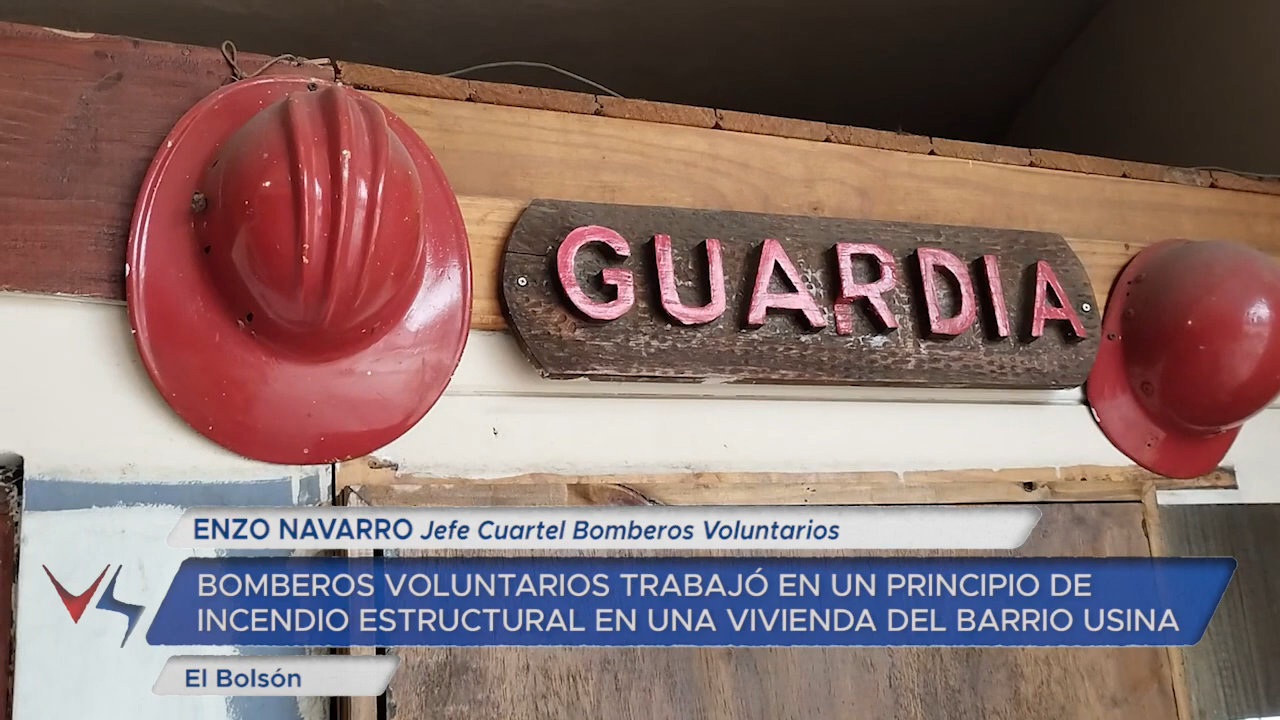 GUARDIA
ENZO NAVARRO Jefe Cuartel Bomberos Voluntarios
BOMBEROS VOLUNTARIOS TRABAJÓ EN UN PRINCIPIO DE
INCENDIO ESTRUCTURAL EN UNA VIVIENDA DEL BARRIO USINA
El Bolsón